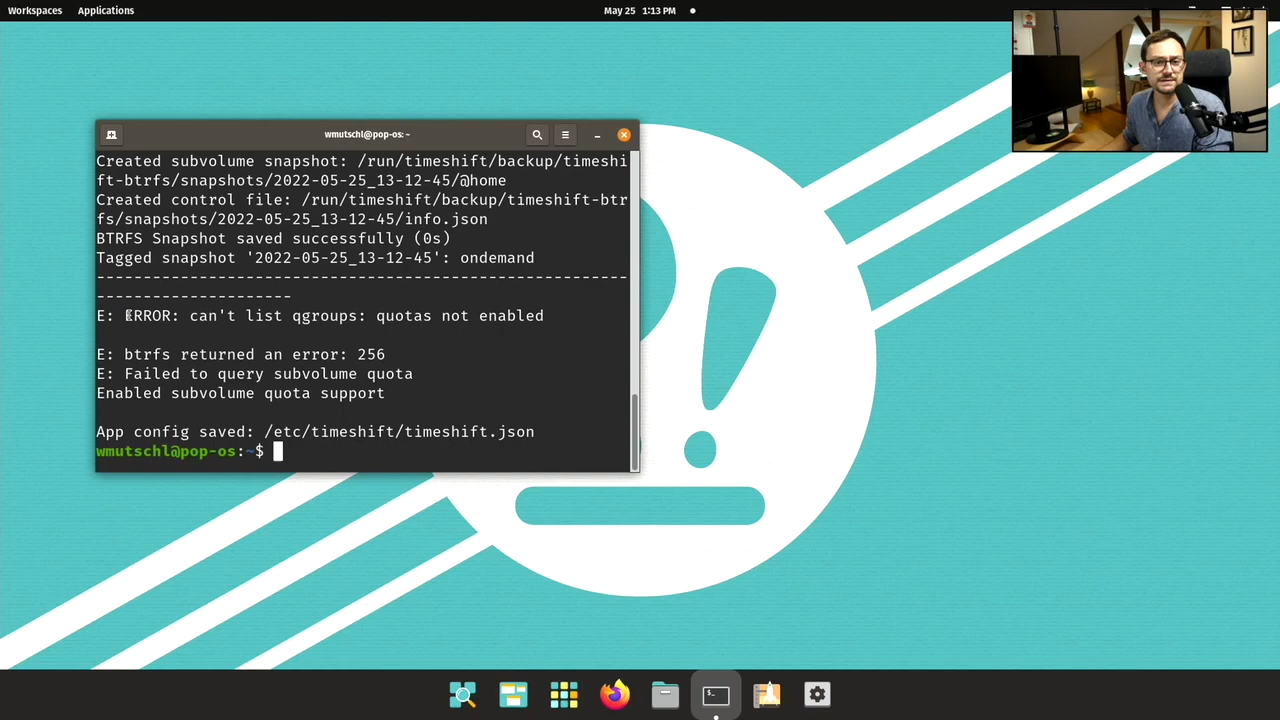 Workspaces Applications May 25 1:13 PM
wmutschl@pop-os: ~
Created subvolume snapshot: /run/timeshift/backup/timeshi
ft-btrfs/snapshots/2022-05-25_13-12-45/@home
Created control file: /run/timeshift/backup/timeshift-btr
fs/snapshots/2022-05-25_13-12-45/info.json
BTRFS Snapshot saved successfully (0s)
Tagged snapshot '2022-05-25_13-12-45': ondemand
---------------------------------------------------------
---------------------
E: ERROR: can't list qgroups: quotas not enabled
E: btrfs returned an error: 256
E: Failed to query subvolume quota
Enabled subvolume quota support
App config saved: /etc/timeshift/timeshift.json
wmutschl@pop-os:~$